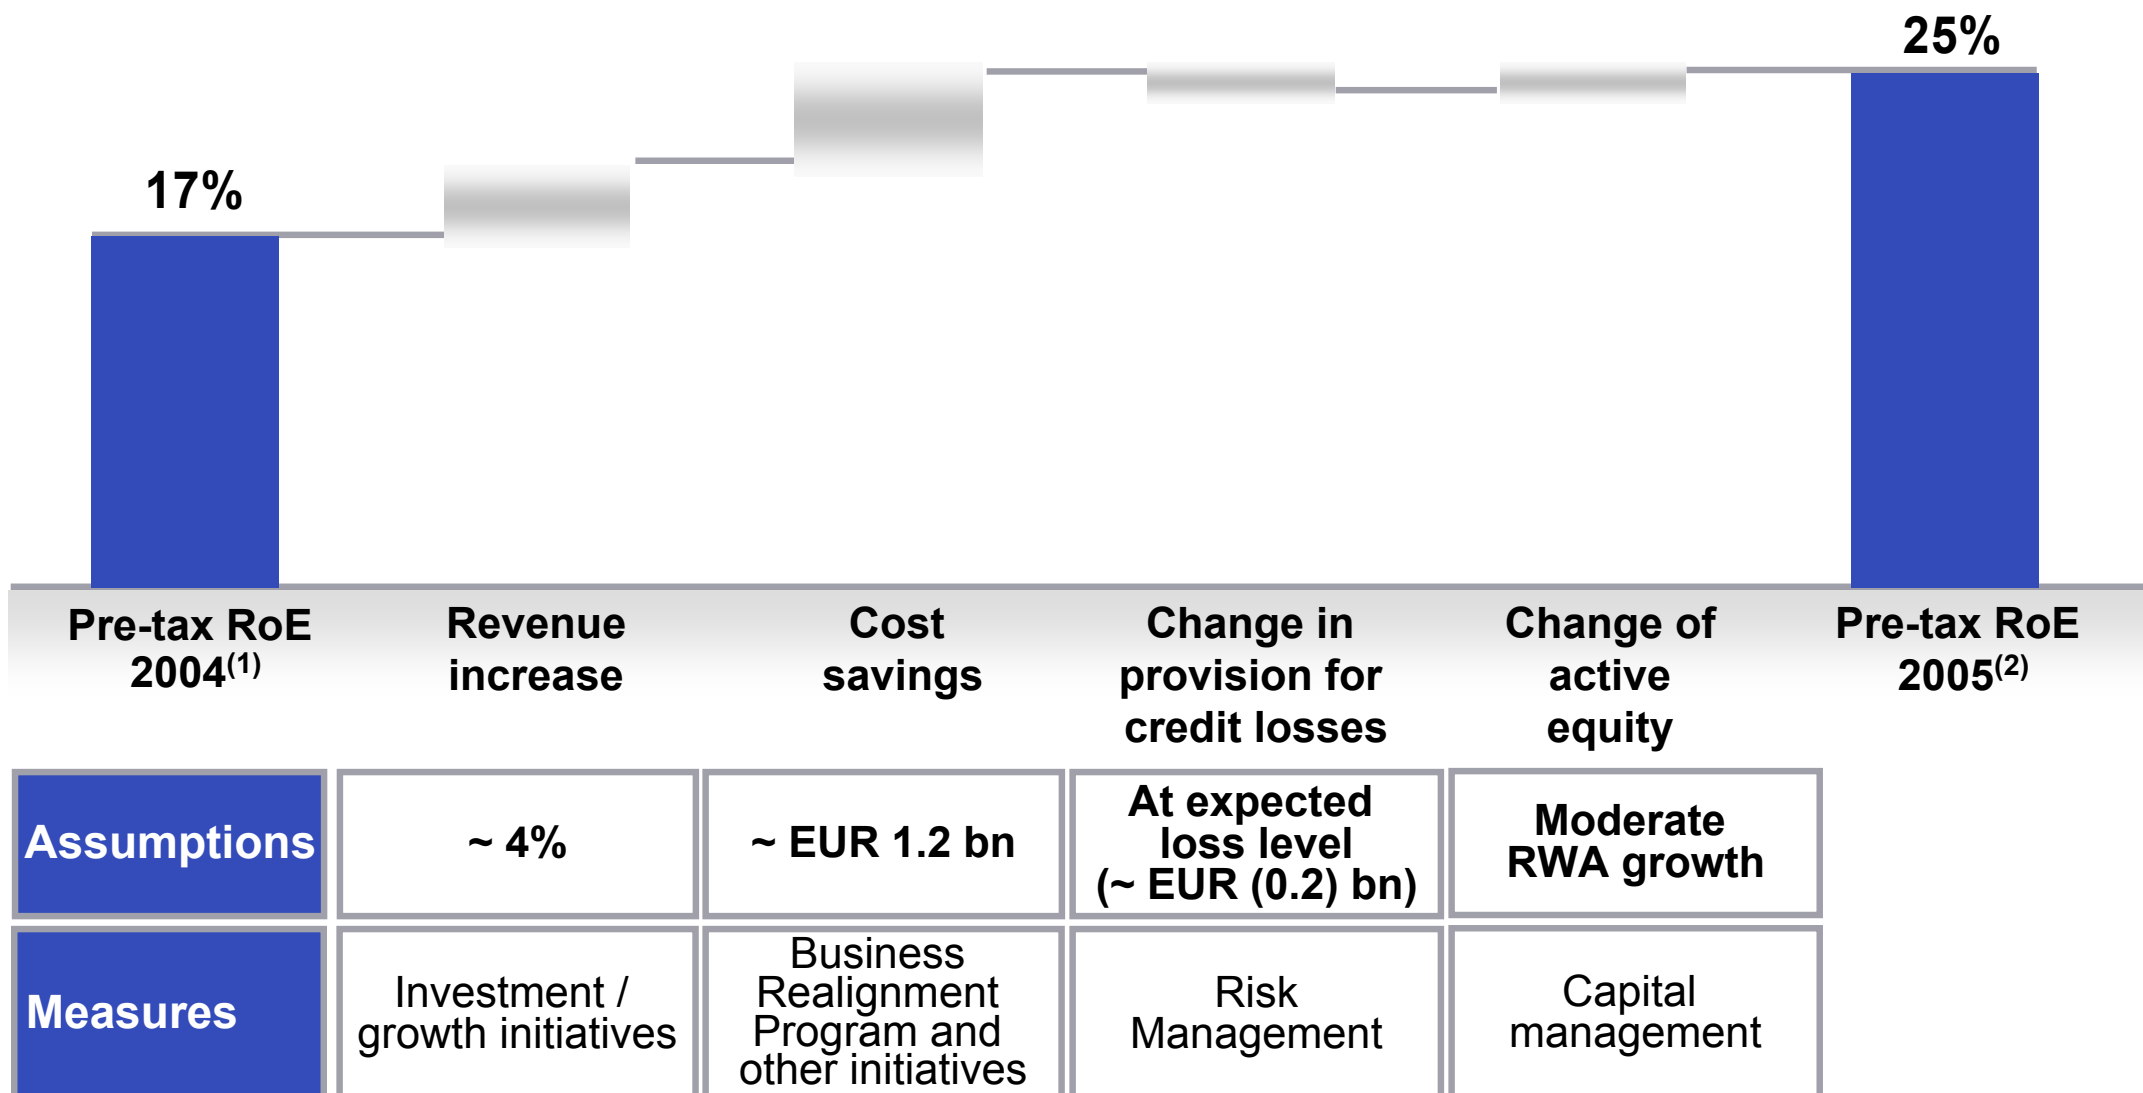 25%
17%
Pre-tax RoE
2004(1)
Revenue
increase
Cost
savings
Change in
provision for
credit losses
Change of
active
equity
Pre-tax RoE
2005(2)
Assumptions
~ 4%
~ EUR 1.2 bn
At expected
loss level
(~ EUR (0.2) bn)
Moderate
RWA growth
Measures
Investment /
growth initiatives
Business
Realignment
Program and
other initiatives
Risk
Management
Capital
management